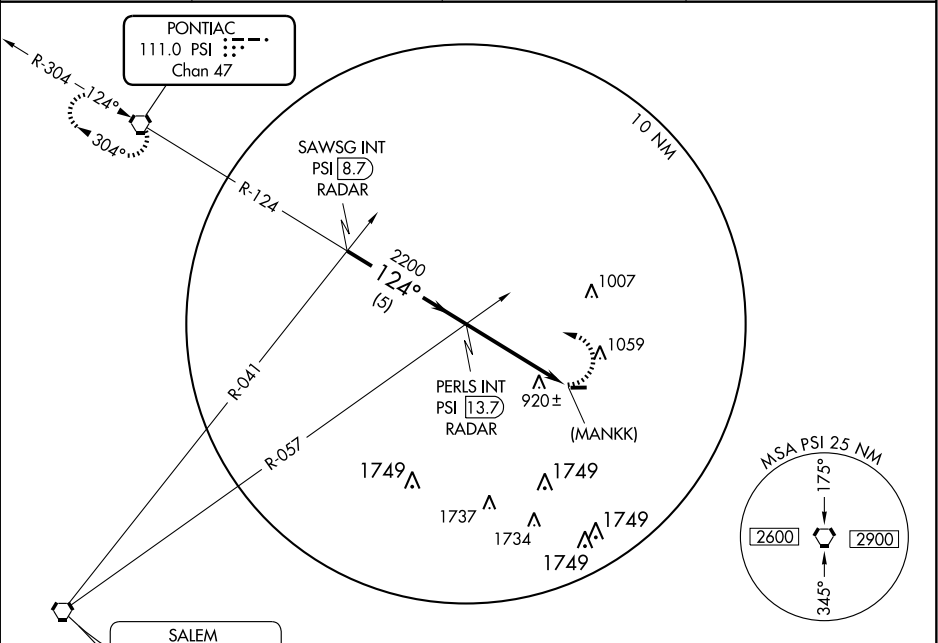 PONTIAC
111.0 PSI
Chan 47
R-304
124°
304°
R-124
10 NM
SAWSG INT
PSI 8.7
RADAR
2200
124°
(5)
1007
1059
920±
(MANKK)
PERLS INT
PSI 13.7
RADAR
R-041
R-057
1749
1737
1749
1734
1749
1749
MSA PSI 25 NM
175°
2600
2900
345°
SALEM